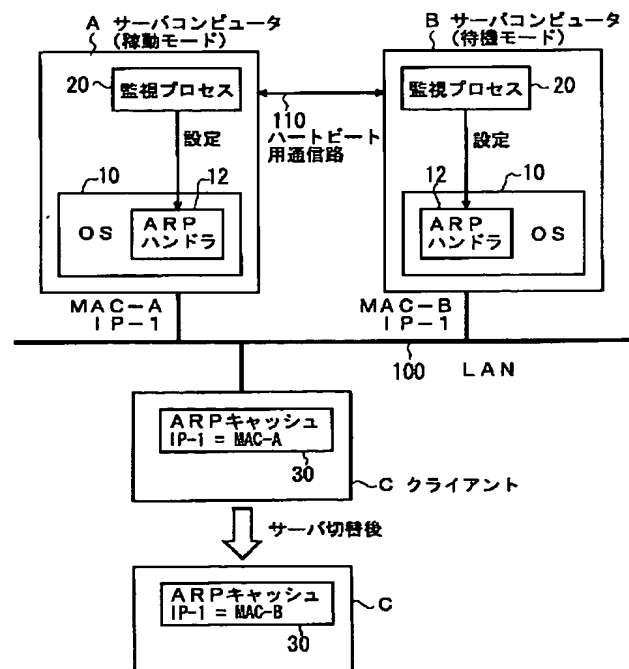 A サーバコンピュータ
（稼動モード）
20
監視プロセス
設定
10
12
OS
ARP
ハンドラ
MAC-A
IP-1
110
ハートビート
用通信路
B サーバコンピュータ
（待機モード）
監視プロセス
20
設定
12
10
ARP
ハンドラ
OS
MAC-B
IP-1
100
LAN
ARPキャッシュ
IP-1 = MAC-A
30
C クライアント
サーバ切替後
ARPキャッシュ
IP-1 = MAC-B
30
C